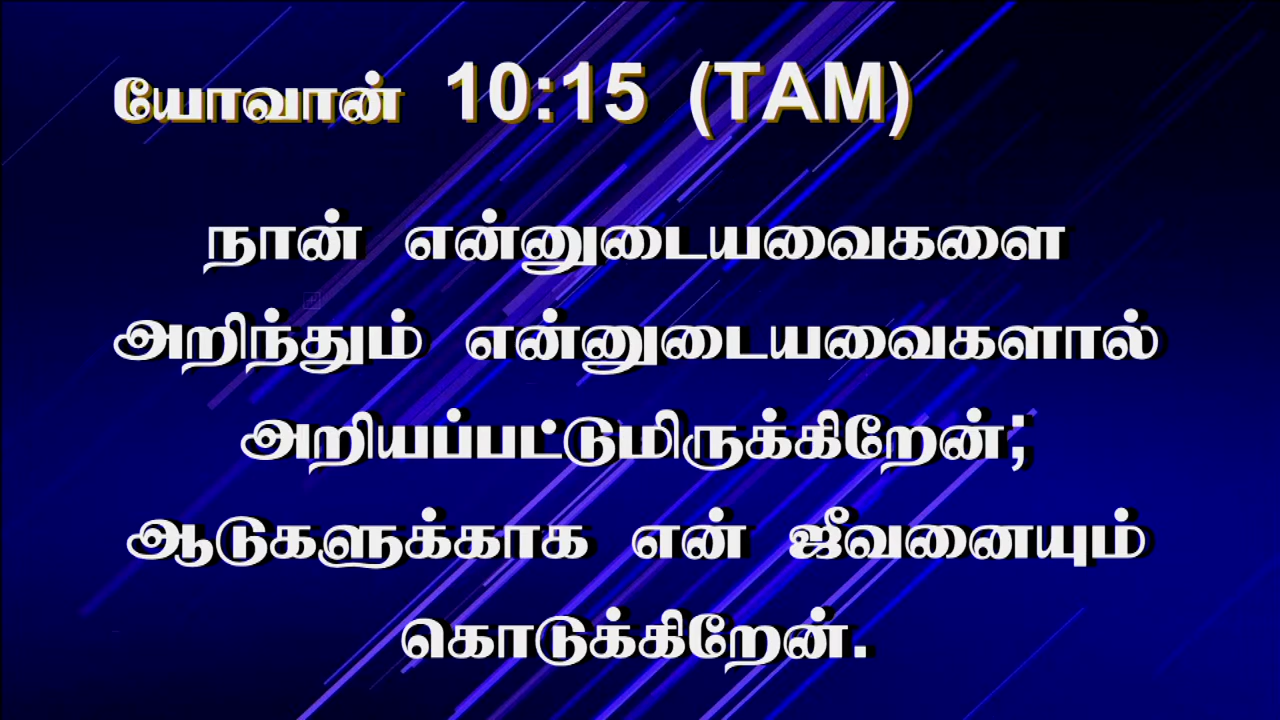 யோவான் 10:15 (TAM)
நான் என்னுடையவைகளை
அறிந்தும் என்னுடையவைகளால்
அறியப்பட்டுமிருக்கிறேன்;
ஆடுகளுக்காக என் ஜீவனையும்
கொடுக்கிறேன்.